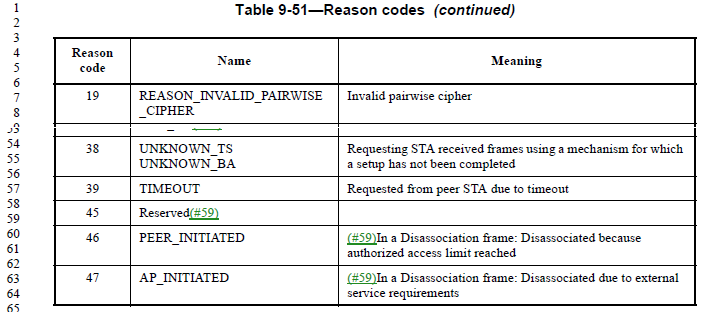 Table 9-51—Reason codes (continued)
1
2
3
4
5
6
7
8
53
54
55
56
57
58
59
60
61
62
63
64
65
Reason
code
Name
Meaning
19
REASON_INVALID_PAIRWISE
_CIPHER
Invalid pairwise cipher
38
UNKNOWN_TS
UNKNOWN_BA
Requesting STA received frames using a mechanism for which
a setup has not been completed
39
TIMEOUT
Requested from peer STA due to timeout
45
Reserved(#59)
46
PEER_INITIATED
(#59)In a Disassociation frame: Disassociated because
authorized access limit reached
47
AP_INITIATED
(#59)In a Disassociation frame: Disassociated due to external
service requirements